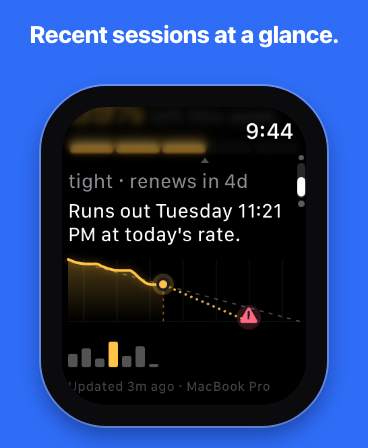 Recent sessions at a glance.
9:44
tight · renews in 4d
Runs out Tuesday 11:21
PM at today's rate.
Updated 3m ago · MacBook Pro